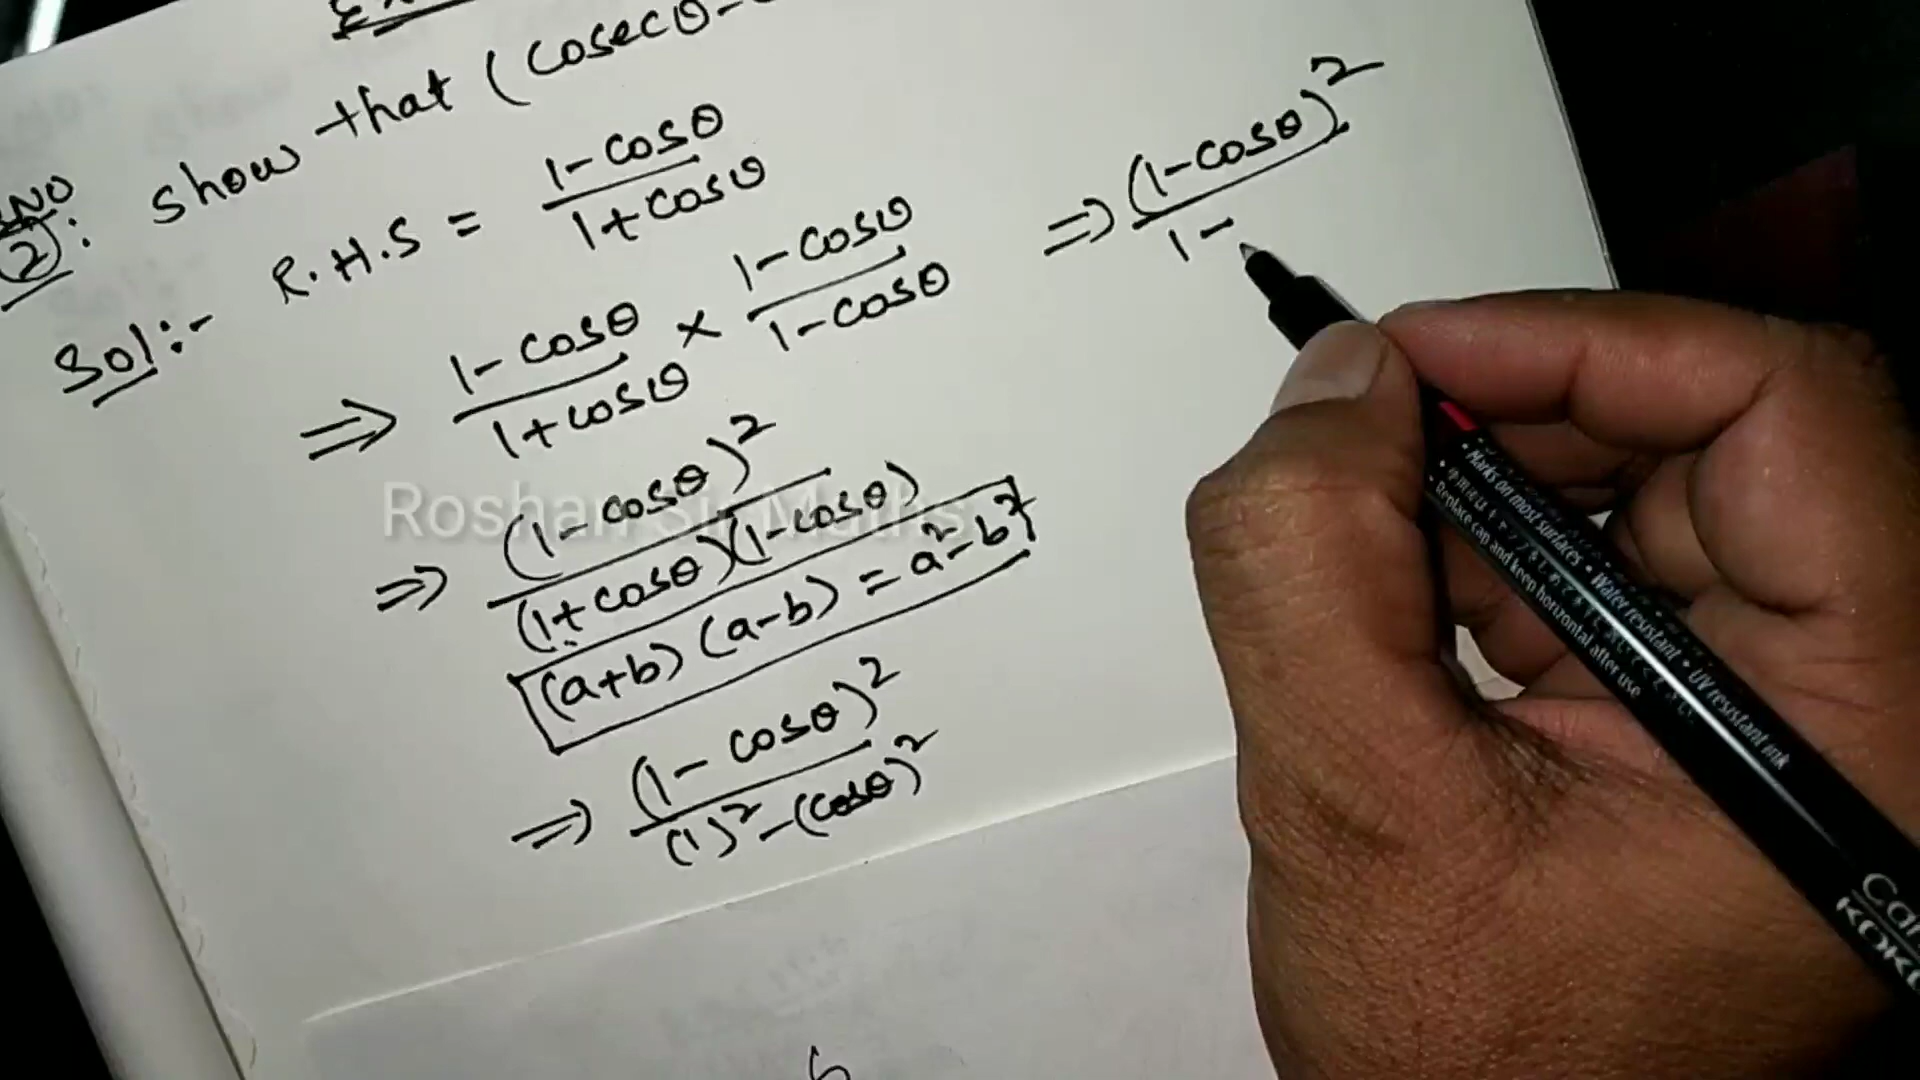 NO
②: show that (cosecθ-
Sol:- R.H.S = 1-cosθ / 1+cosθ
⇒ 1-cosθ / 1+cosθ × 1-cosθ / 1-cosθ
⇒ (1-cosθ)² / (1+cosθ)(1-cosθ)
(a+b)(a-b) = a²-b²
⇒ (1-cosθ)² / (1)²-(cosθ)²
⇒ (1-cosθ)² / 1-
Roshan Sir Maths
• Marks on most surfaces • Water resistant • UV resistant ink
• Replace cap and keep horizontal after use